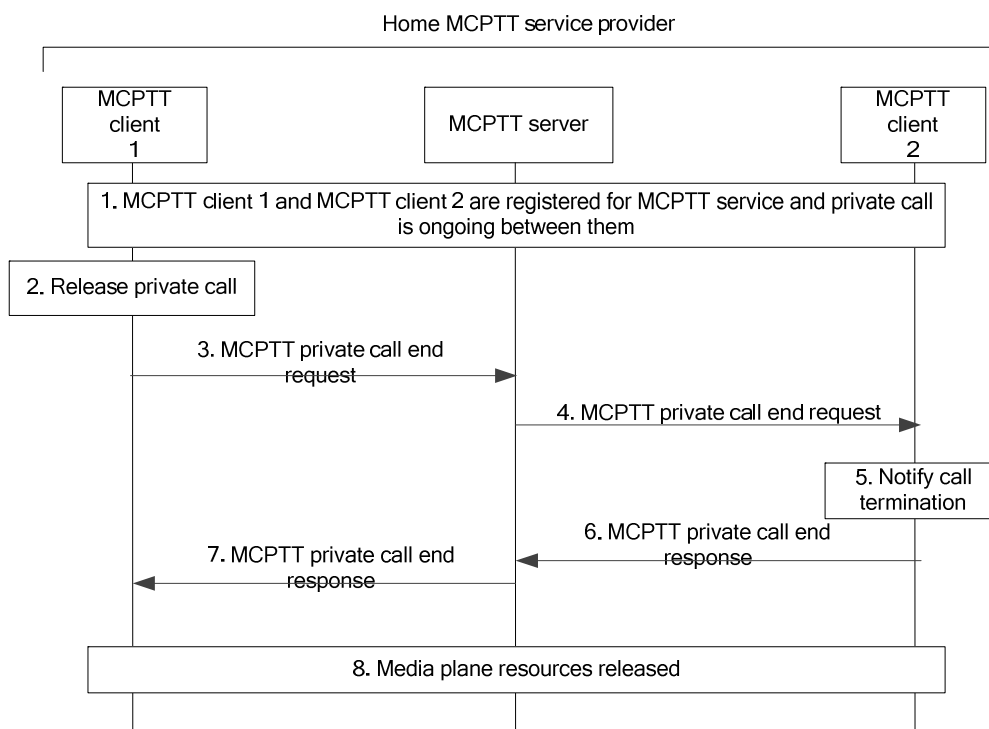 Home MCPTT service provider
MCPTT
client
1
MCPTT server
MCPTT
client
2
1. MCPTT client 1 and MCPTT client 2 are registered for MCPTT service and private call
is ongoing between them
2. Release private call
3. MCPTT private call end
request
4. MCPTT private call end request
5. Notify call
termination
6. MCPTT private call end
response
7. MCPTT private call end
response
8. Media plane resources released